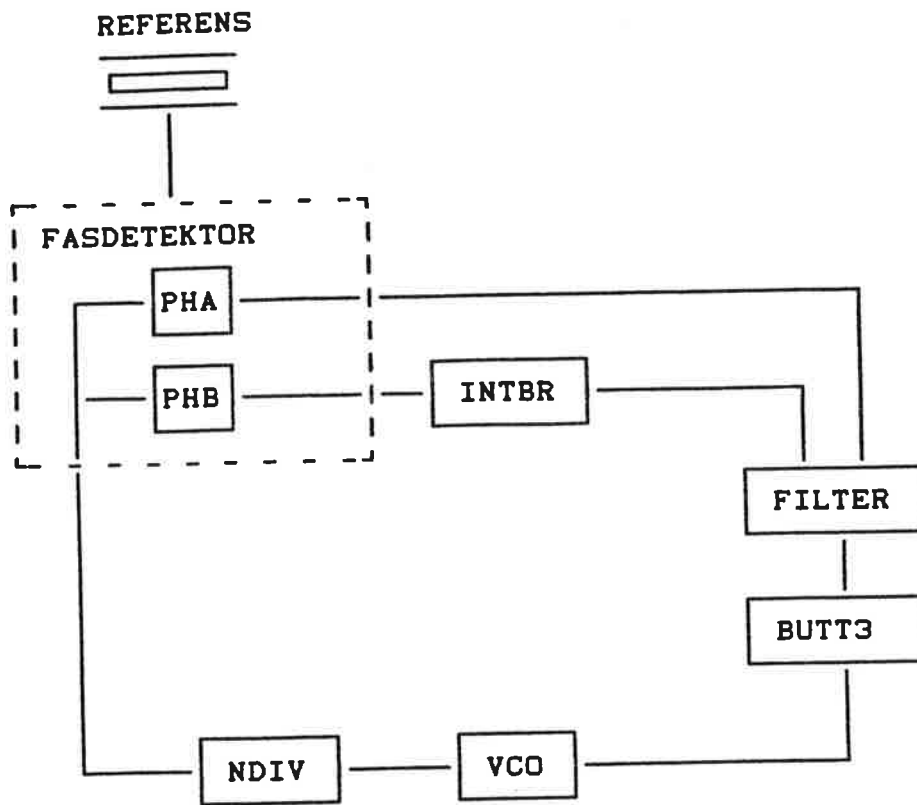 REFERENS
FASDETEKTOR
PHA
PHB
INTBR
FILTER
BUTT3
NDIV
VCO